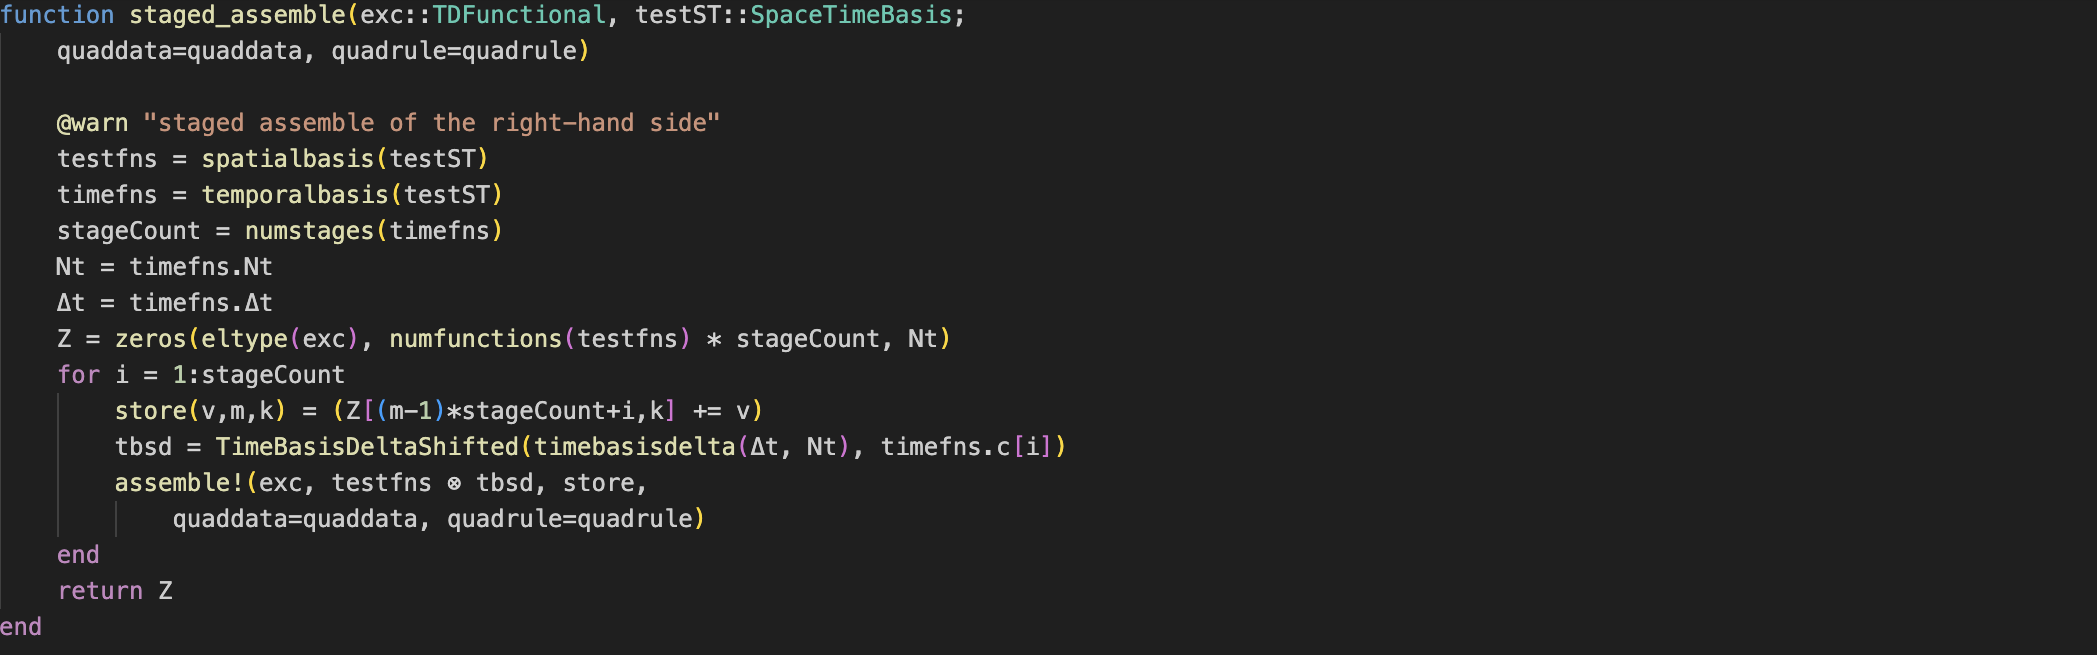 function staged_assemble(exc::TDFunctional, testST::SpaceTimeBasis;
    quaddata=quaddata, quadrule=quadrule)

    @warn "staged assemble of the right-hand side"
    testfns = spatialbasis(testST)
    timefns = temporalbasis(testST)
    stageCount = numstages(timefns)
    Nt = timefns.Nt
    Δt = timefns.Δt
    Z = zeros(eltype(exc), numfunctions(testfns) * stageCount, Nt)
    for i = 1:stageCount
        store(v,m,k) = (Z[(m-1)*stageCount+i,k] += v)
        tbsd = TimeBasisDeltaShifted(timebasisdelta(Δt, Nt), timefns.c[i])
        assemble!(exc, testfns ⊗ tbsd, store,
            quaddata=quaddata, quadrule=quadrule)
    end
    return Z
end